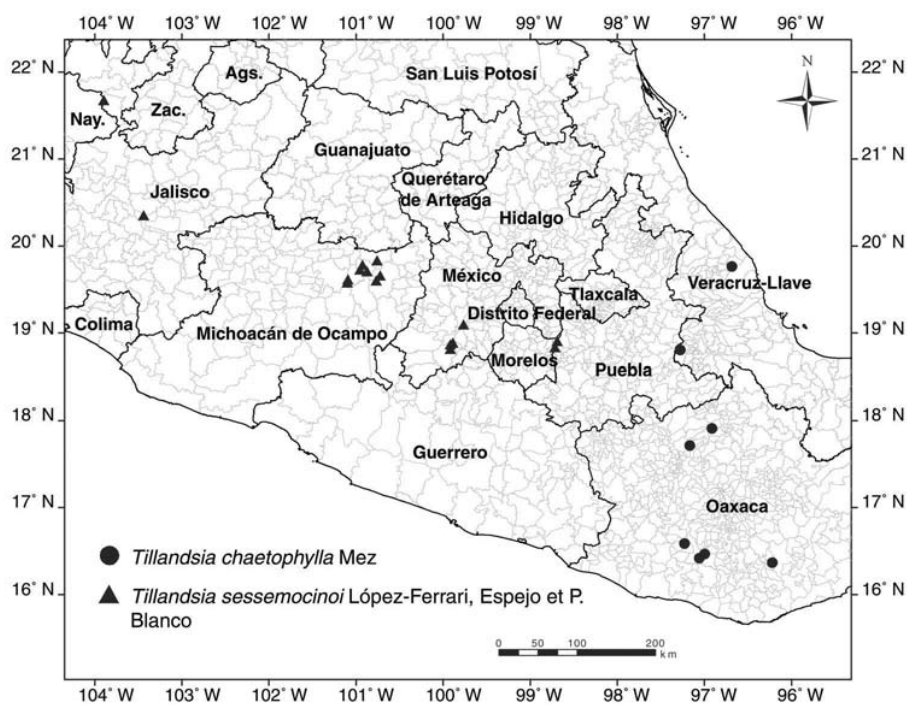 104° W 103° W 102° W 101° W 100° W 99° W 98° W 97° W 96° W
22° N
21° N
20° N
19° N
18° N
17° N
16° N
22° N
21° N
20° N
19° N
18° N
17° N
16° N
N
Ags.
San Luis Potosí
Nay.
Zac.
Guanajuato
Jalisco
Querétaro
de Arteaga
Hidalgo
México
Veracruz-Llave
Tlaxcala
Distrito Federal
Colima
Michoacán de Ocampo
Morelos
Puebla
Guerrero
Oaxaca
Tillandsia chaetophylla Mez
Tillandsia sessemocinoi López-Ferrari, Espejo et P.
Blanco
0 50 100 200
km
104° W 103° W 102° W 101° W 100° W 99° W 98° W 97° W 96° W